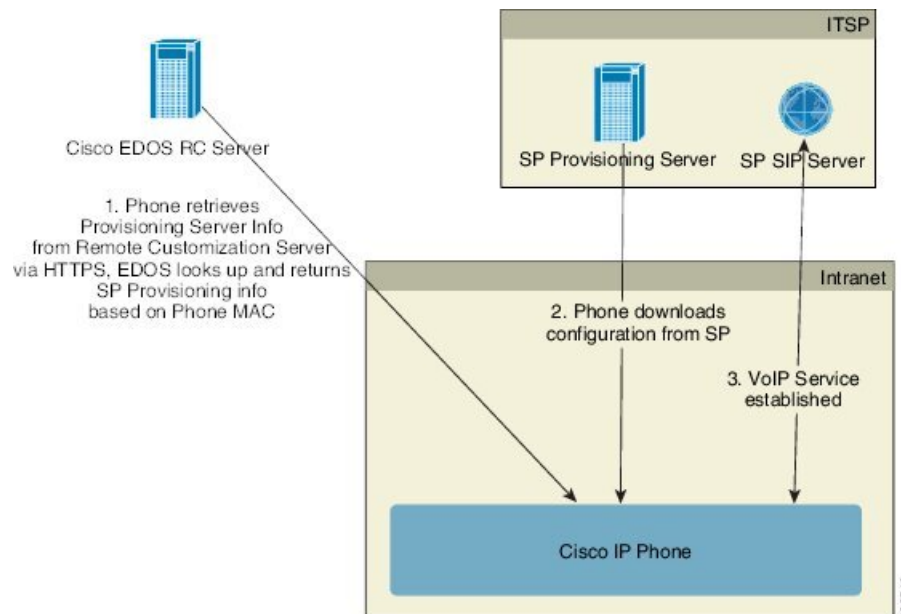 ITSP
Cisco EDOS RC Server
SP Provisioning Server
SP SIP Server
1. Phone retrieves
Provisioning Server Info
from Remote Customization Server
via HTTPS, EDOS looks up and returns
SP Provisioning info
based on Phone MAC
Intranet
2. Phone downloads
configuration from SP
3. VoIP Service
established
Cisco IP Phone